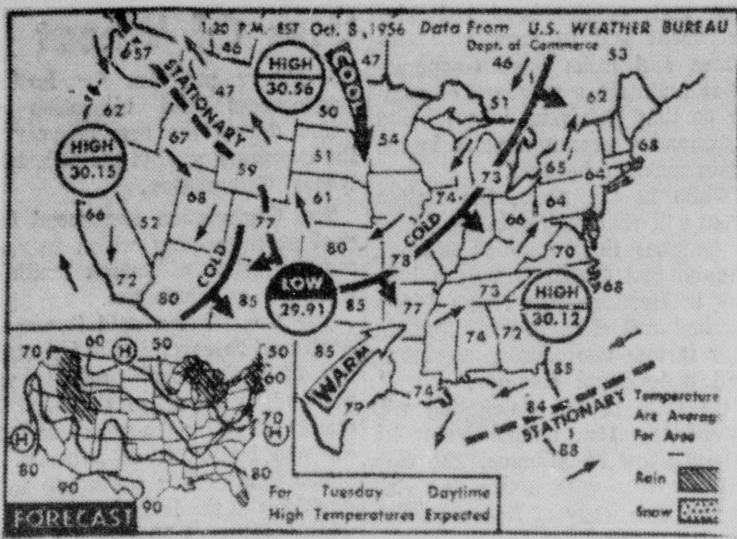 1:30 P.M. EST Oct. 8, 1956 Data From U.S. WEATHER BUREAU
Dept. of Commerce
57
46
HIGH
30.56
COOL
47
46
53
STATIONARY
47
50
51
62
62
67
54
HIGH
30.15
51
59
73
65
64
68
68
61
74
66
64
66
52
77
80
COLD
78
70
72
COLD
80
85
LOW
29.91
85
77
73
HIGH
30.12
68
85
WARM
74
72
85
79
74
84
STATIONARY
88
70
60
H
50
50
60
H
70
H
80
80
90
90
FORECAST
For Tuesday Daytime
High Temperatures Expected
Temperature
Are Average
For Area
Rain
Snow